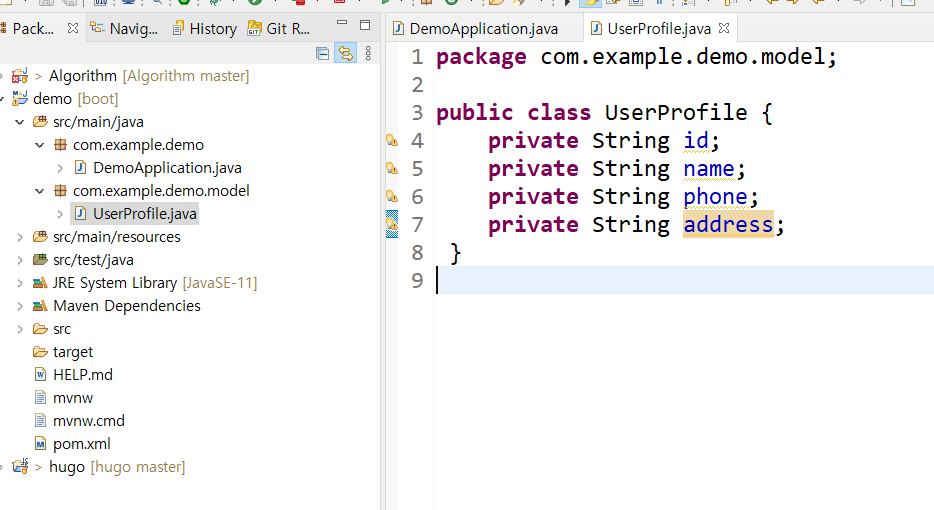 Pack...
Navig...
History
Git R...
> Algorithm [Algorithm master]
demo [boot]
src/main/java
com.example.demo
DemoApplication.java
com.example.demo.model
UserProfile.java
src/main/resources
src/test/java
JRE System Library [JavaSE-11]
Maven Dependencies
src
target
HELP.md
mvnw
mvnw.cmd
pom.xml
> hugo [hugo master]
DemoApplication.java
UserProfile.java
1 package com.example.demo.model;
2
3 public class UserProfile {
4 private String id;
5 private String name;
6 private String phone;
7 private String address;
8 }
9